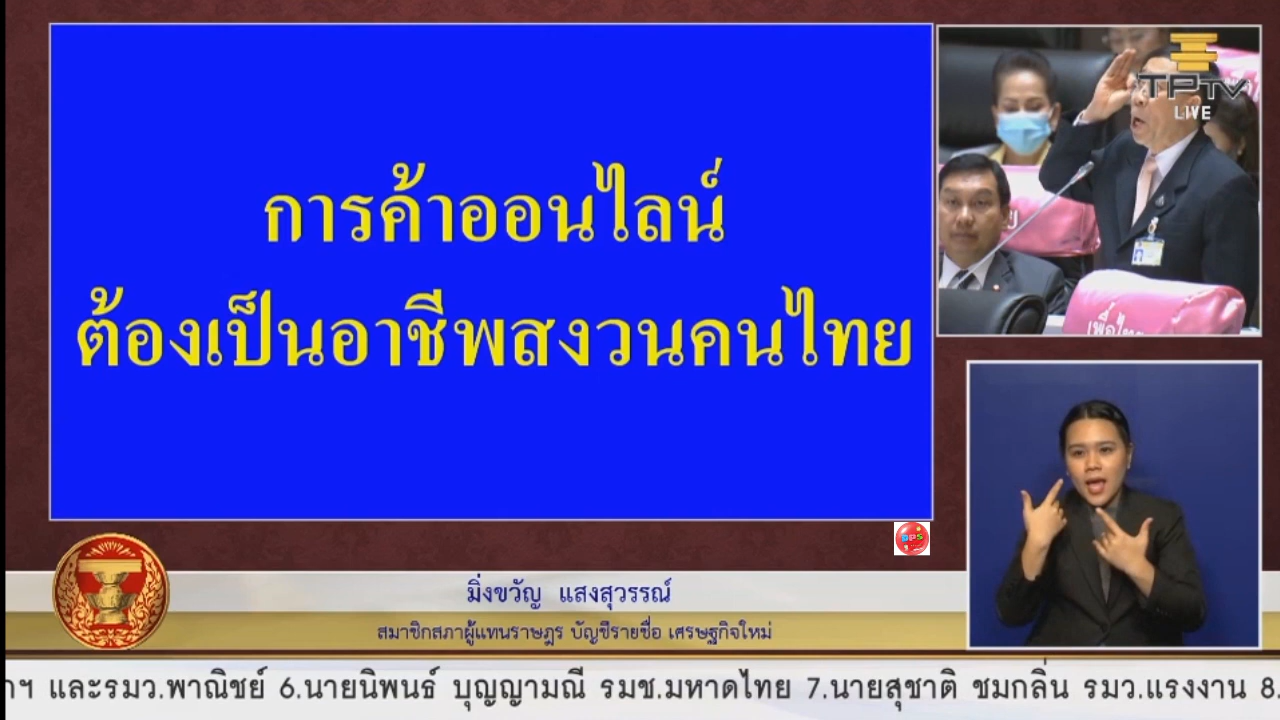 การค้าออนไลน์
ต้องเป็นอาชีพสงวนคนไทย
TPTV
LIVE
เพื่อไทย
DPS
มิ่งขวัญ แสงสุวรรณ์
สมาชิกสภาผู้แทนราษฎร บัญชีรายชื่อ เศรษฐกิจใหม่
ฯ และรมว.พาณิชย์ 6.นายนิพนธ์ บุญญามณี รมช.มหาดไทย 7.นายสุชาติ ชมกลิ่น รมว.แรงงาน 8.